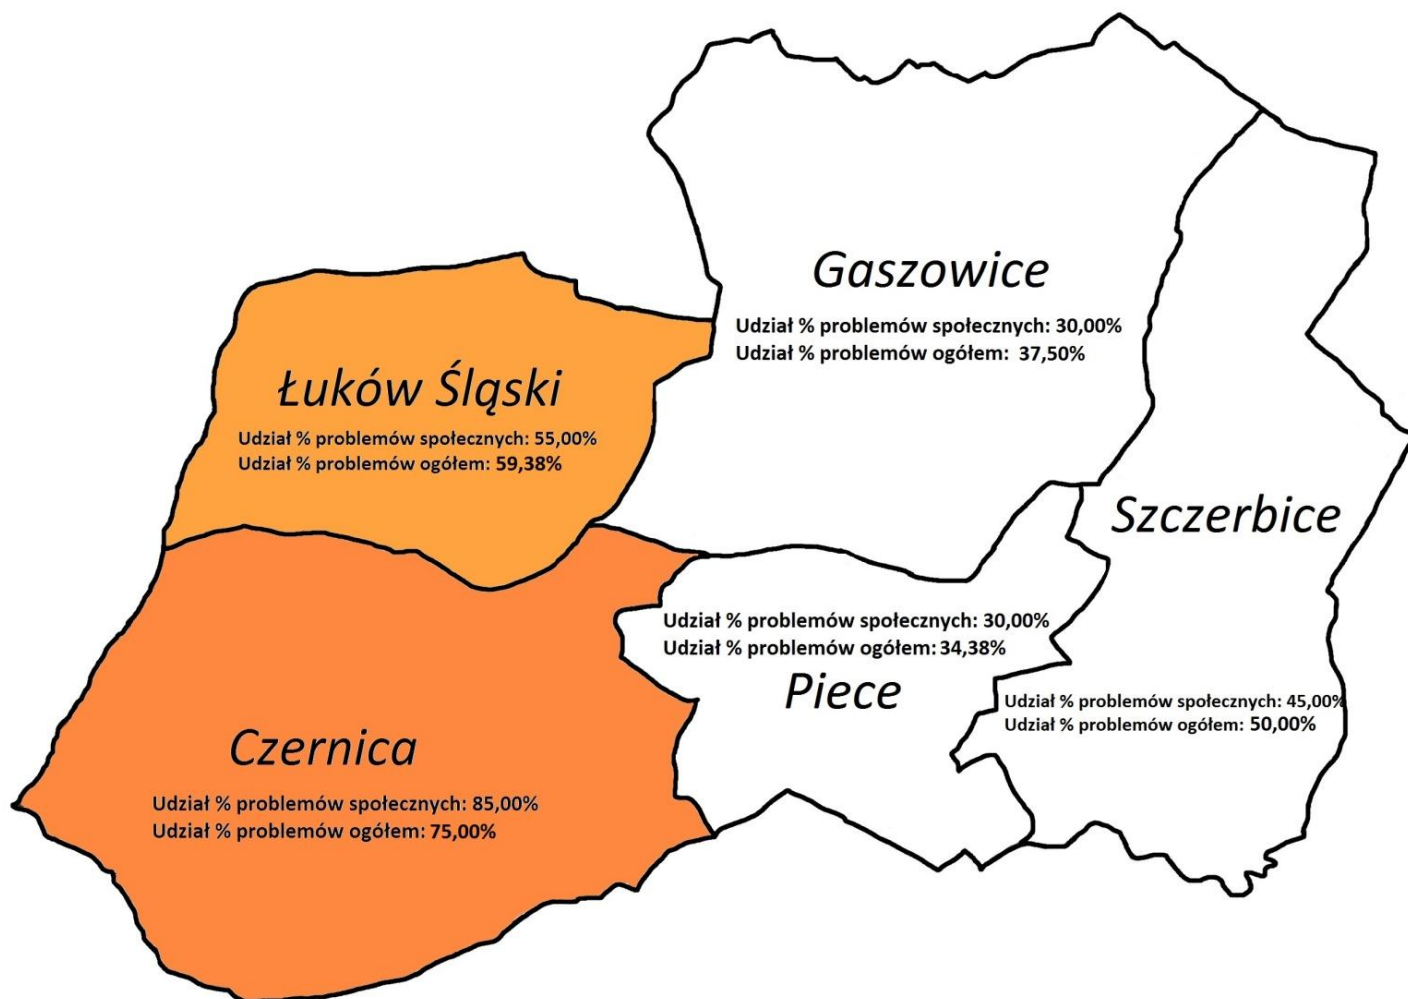 Gaszowice
Udział % problemów społecznych: 30,00%
Udział % problemów ogółem: 37,50%
Łuków Śląski
Udział % problemów społecznych: 55,00%
Udział % problemów ogółem: 59,38%
Szczerbice
Udział % problemów społecznych: 45,00%
Udział % problemów ogółem: 50,00%
Udział % problemów społecznych: 30,00%
Udział % problemów ogółem: 34,38%
Piece
Czernica
Udział % problemów społecznych: 85,00%
Udział % problemów ogółem: 75,00%